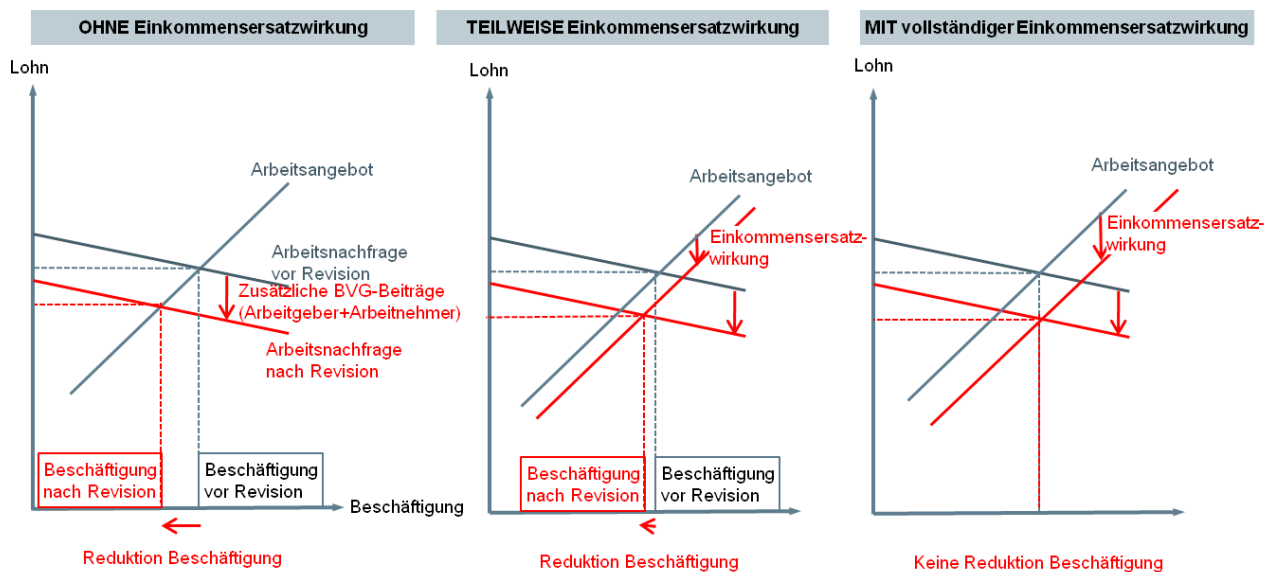 OHNE Einkommensersatzwirkung
Lohn
Arbeitsangebot
Arbeitsnachfrage
vor Revision
Zusätzliche BVG-Beiträge
(Arbeitgeber+Arbeitnehmer)
Arbeitsnachfrage
nach Revision
Beschäftigung
nach Revision
Beschäftigung
vor Revision
Beschäftigung
Reduktion Beschäftigung
TEILWEISE Einkommensersatzwirkung
Lohn
Arbeitsangebot
Einkommensersatz-
wirkung
Beschäftigung
nach Revision
Beschäftigung
vor Revision
Reduktion Beschäftigung
MIT vollständiger Einkommensersatzwirkung
Lohn
Arbeitsangebot
Einkommensersatz-
wirkung
Keine Reduktion Beschäftigung